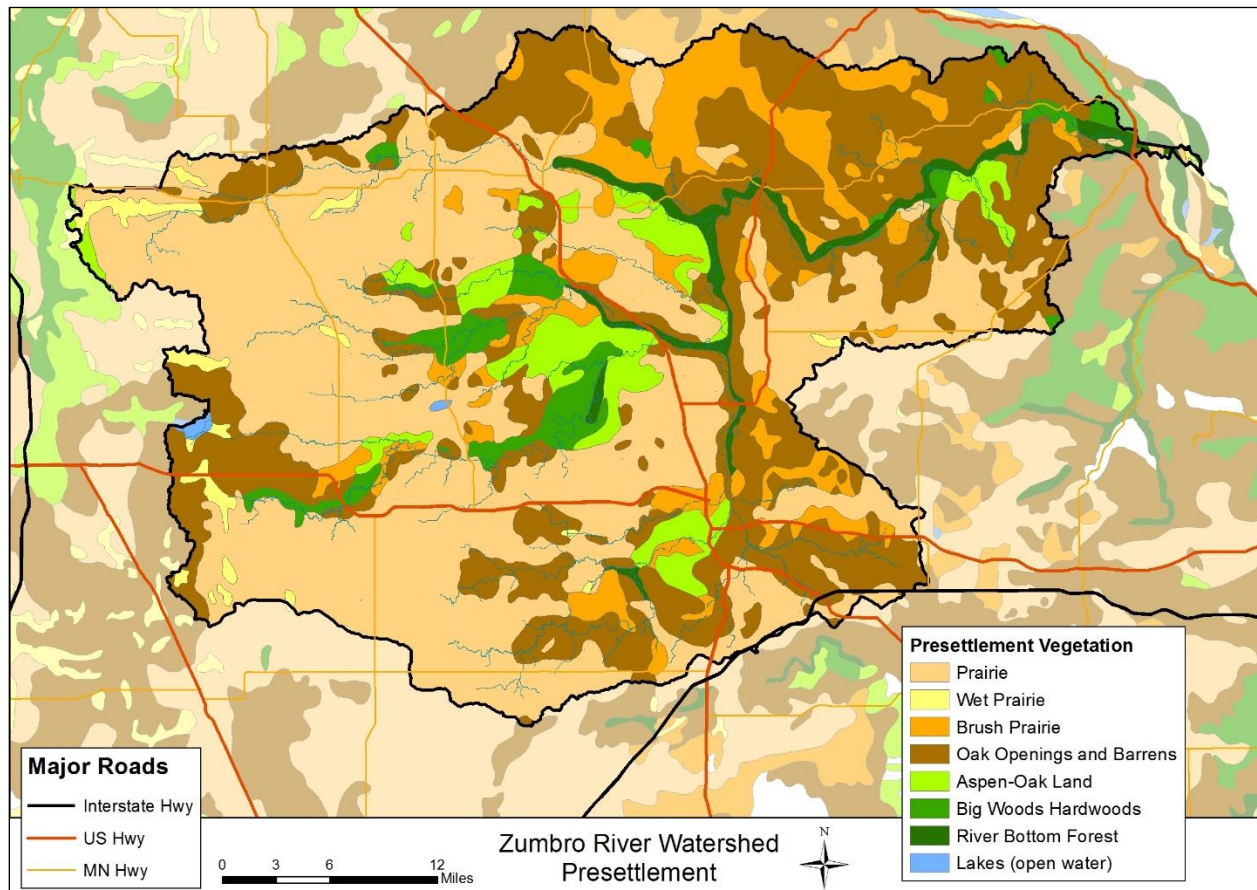 Presettlement Vegetation
Prairie
Wet Prairie
Brush Prairie
Oak Openings and Barrens
Aspen-Oak Land
Big Woods Hardwoods
River Bottom Forest
Lakes (open water)
Major Roads
Interstate Hwy
US Hwy
MN Hwy
Zumbro River Watershed
Presettlement
N
0 3 6 12
Miles